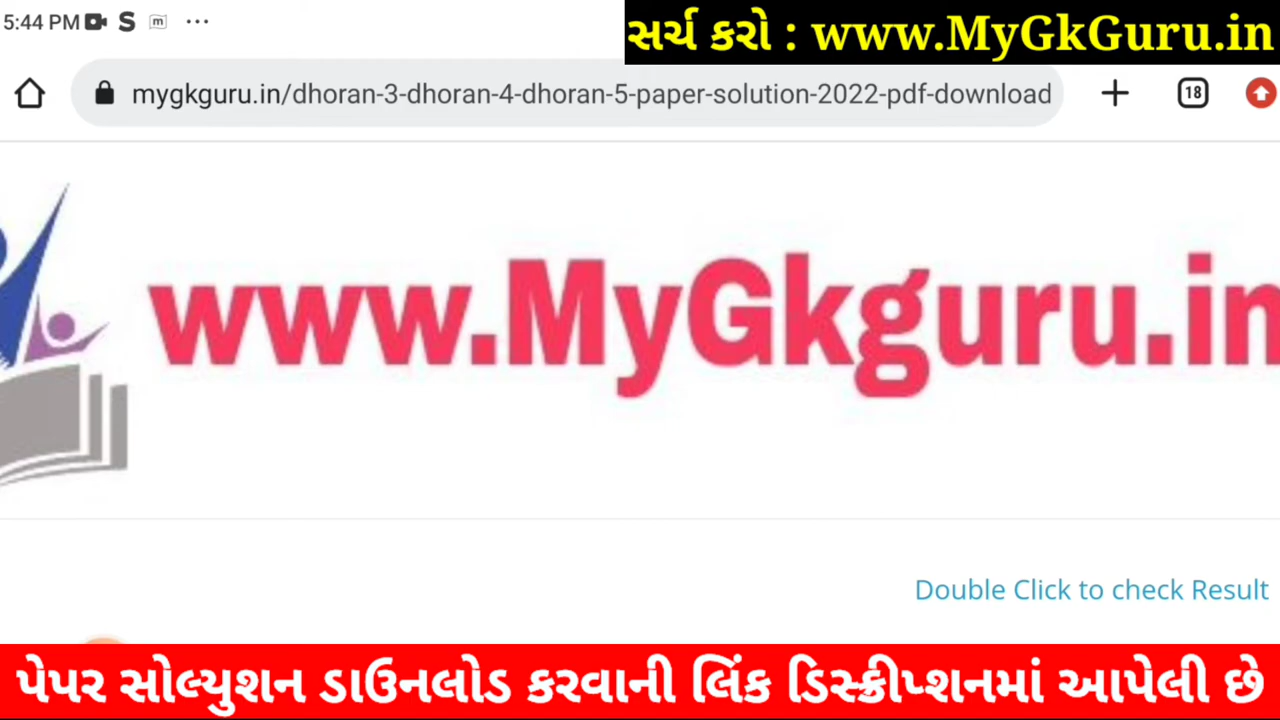 5:44 PM S m ...
સર્ચ કરો : www.MyGkGuru.in
mygkguru.in/dhoran-3-dhoran-4-dhoran-5-paper-solution-2022-pdf-download
18
www.MyGkguru.in
Double Click to check Result
પેપર સોલ્યુશન ડાઉનલોડ કરવાની લિંક ડિસ્ક્રીપ્શનમાં આપેલી છે